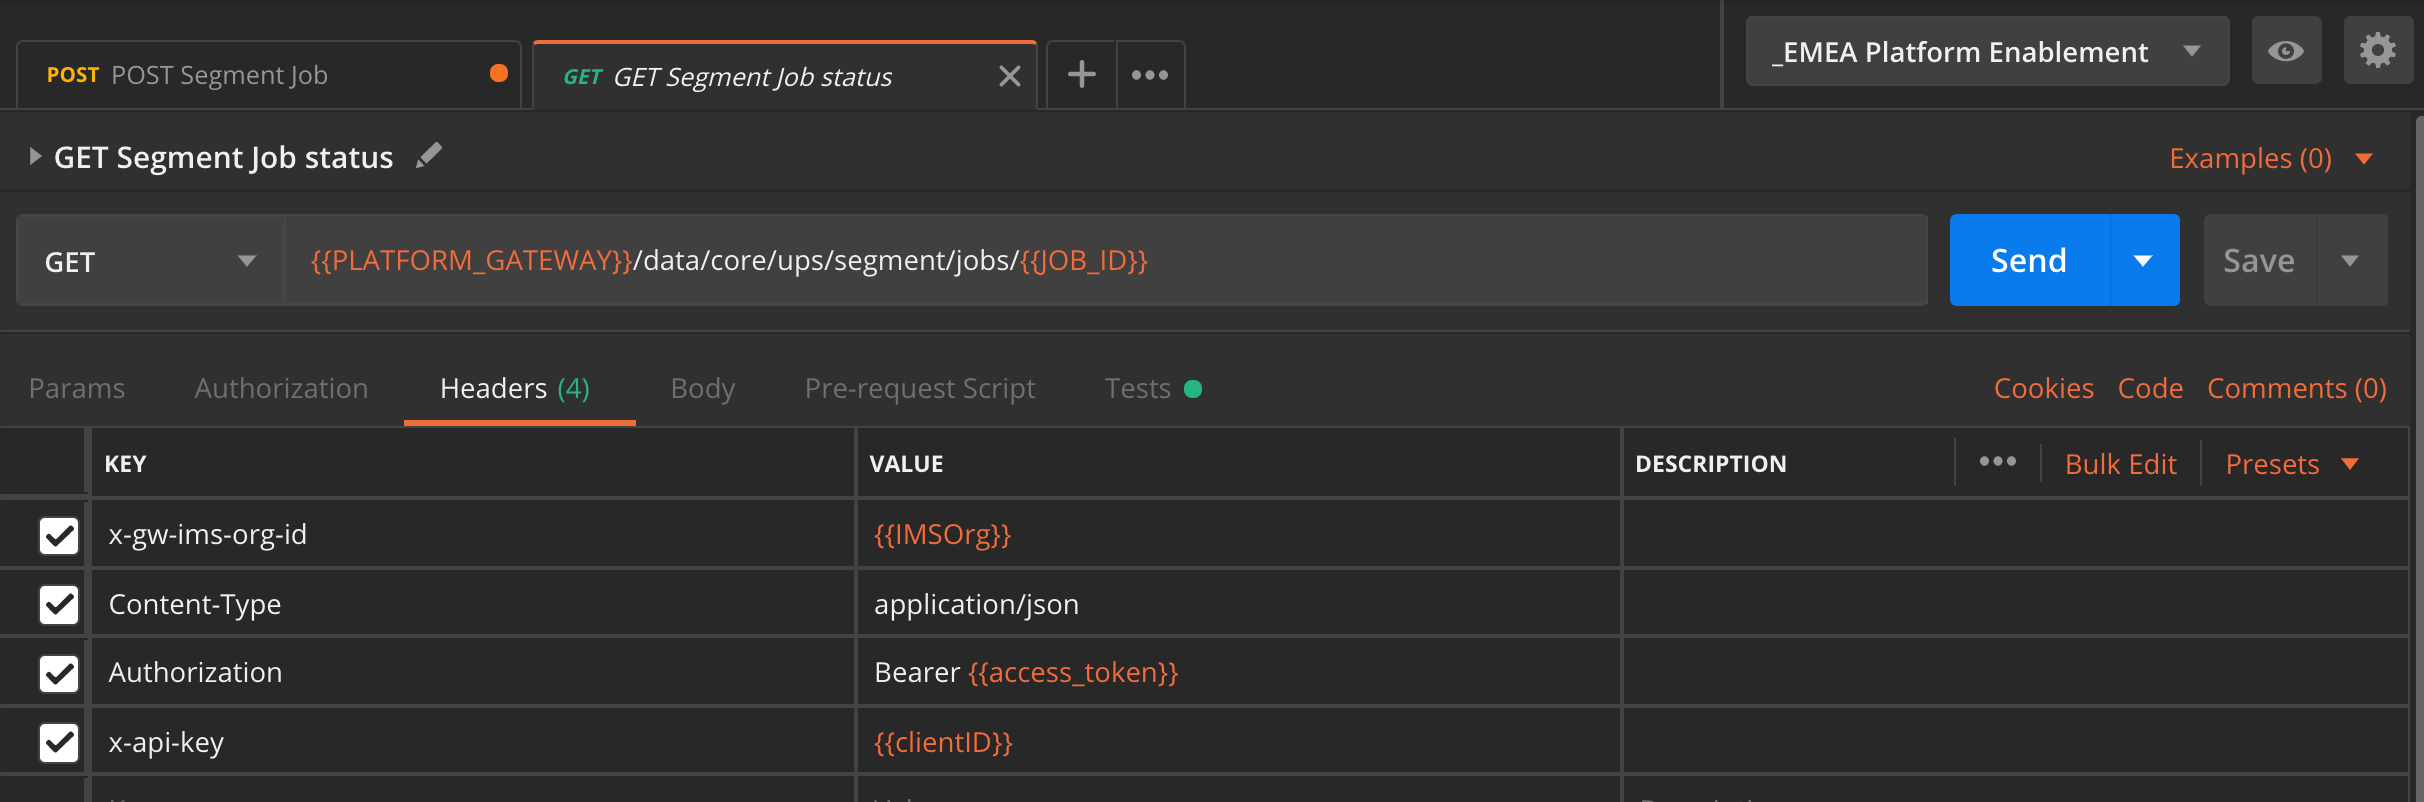 POST POST Segment Job
GET GET Segment Job status
_EMEA Platform Enablement
GET Segment Job status
Examples (0)
GET
{{PLATFORM_GATEWAY}}/data/core/ups/segment/jobs/{{JOB_ID}}
Send
Save
Params Authorization Headers (4) Body Pre-request Script Tests
Cookies Code Comments (0)
KEY VALUE DESCRIPTION Bulk Edit Presets
x-gw-ims-org-id {{IMSOrg}}
Content-Type application/json
Authorization Bearer {{access_token}}
x-api-key {{clientID}}